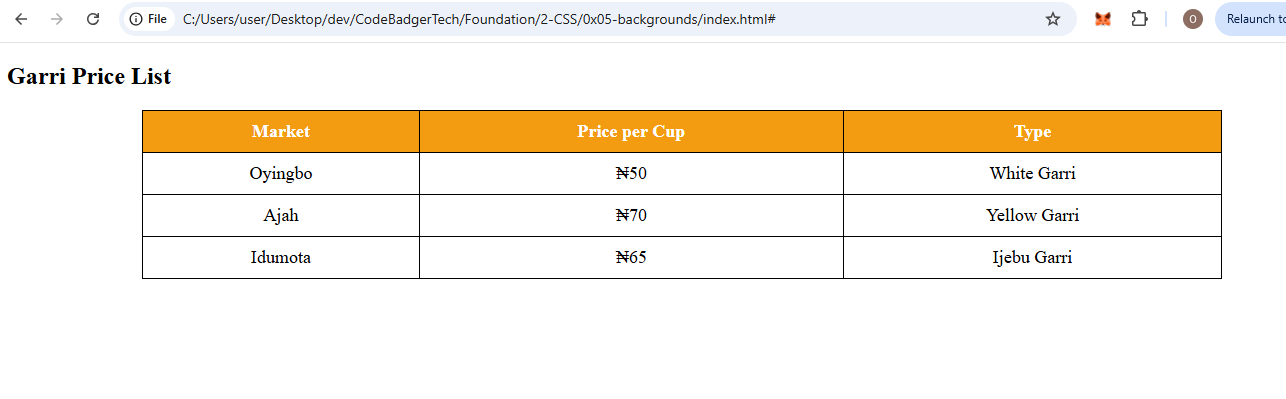 File C:/Users/user/Desktop/dev/CodeBadgerTech/Foundation/2-CSS/0x05-backgrounds/index.html# O Relaunch to
Garri Price List
Market Price per Cup Type
Oyingbo ₦50 White Garri
Ajah ₦70 Yellow Garri
Idumota ₦65 Ijebu Garri